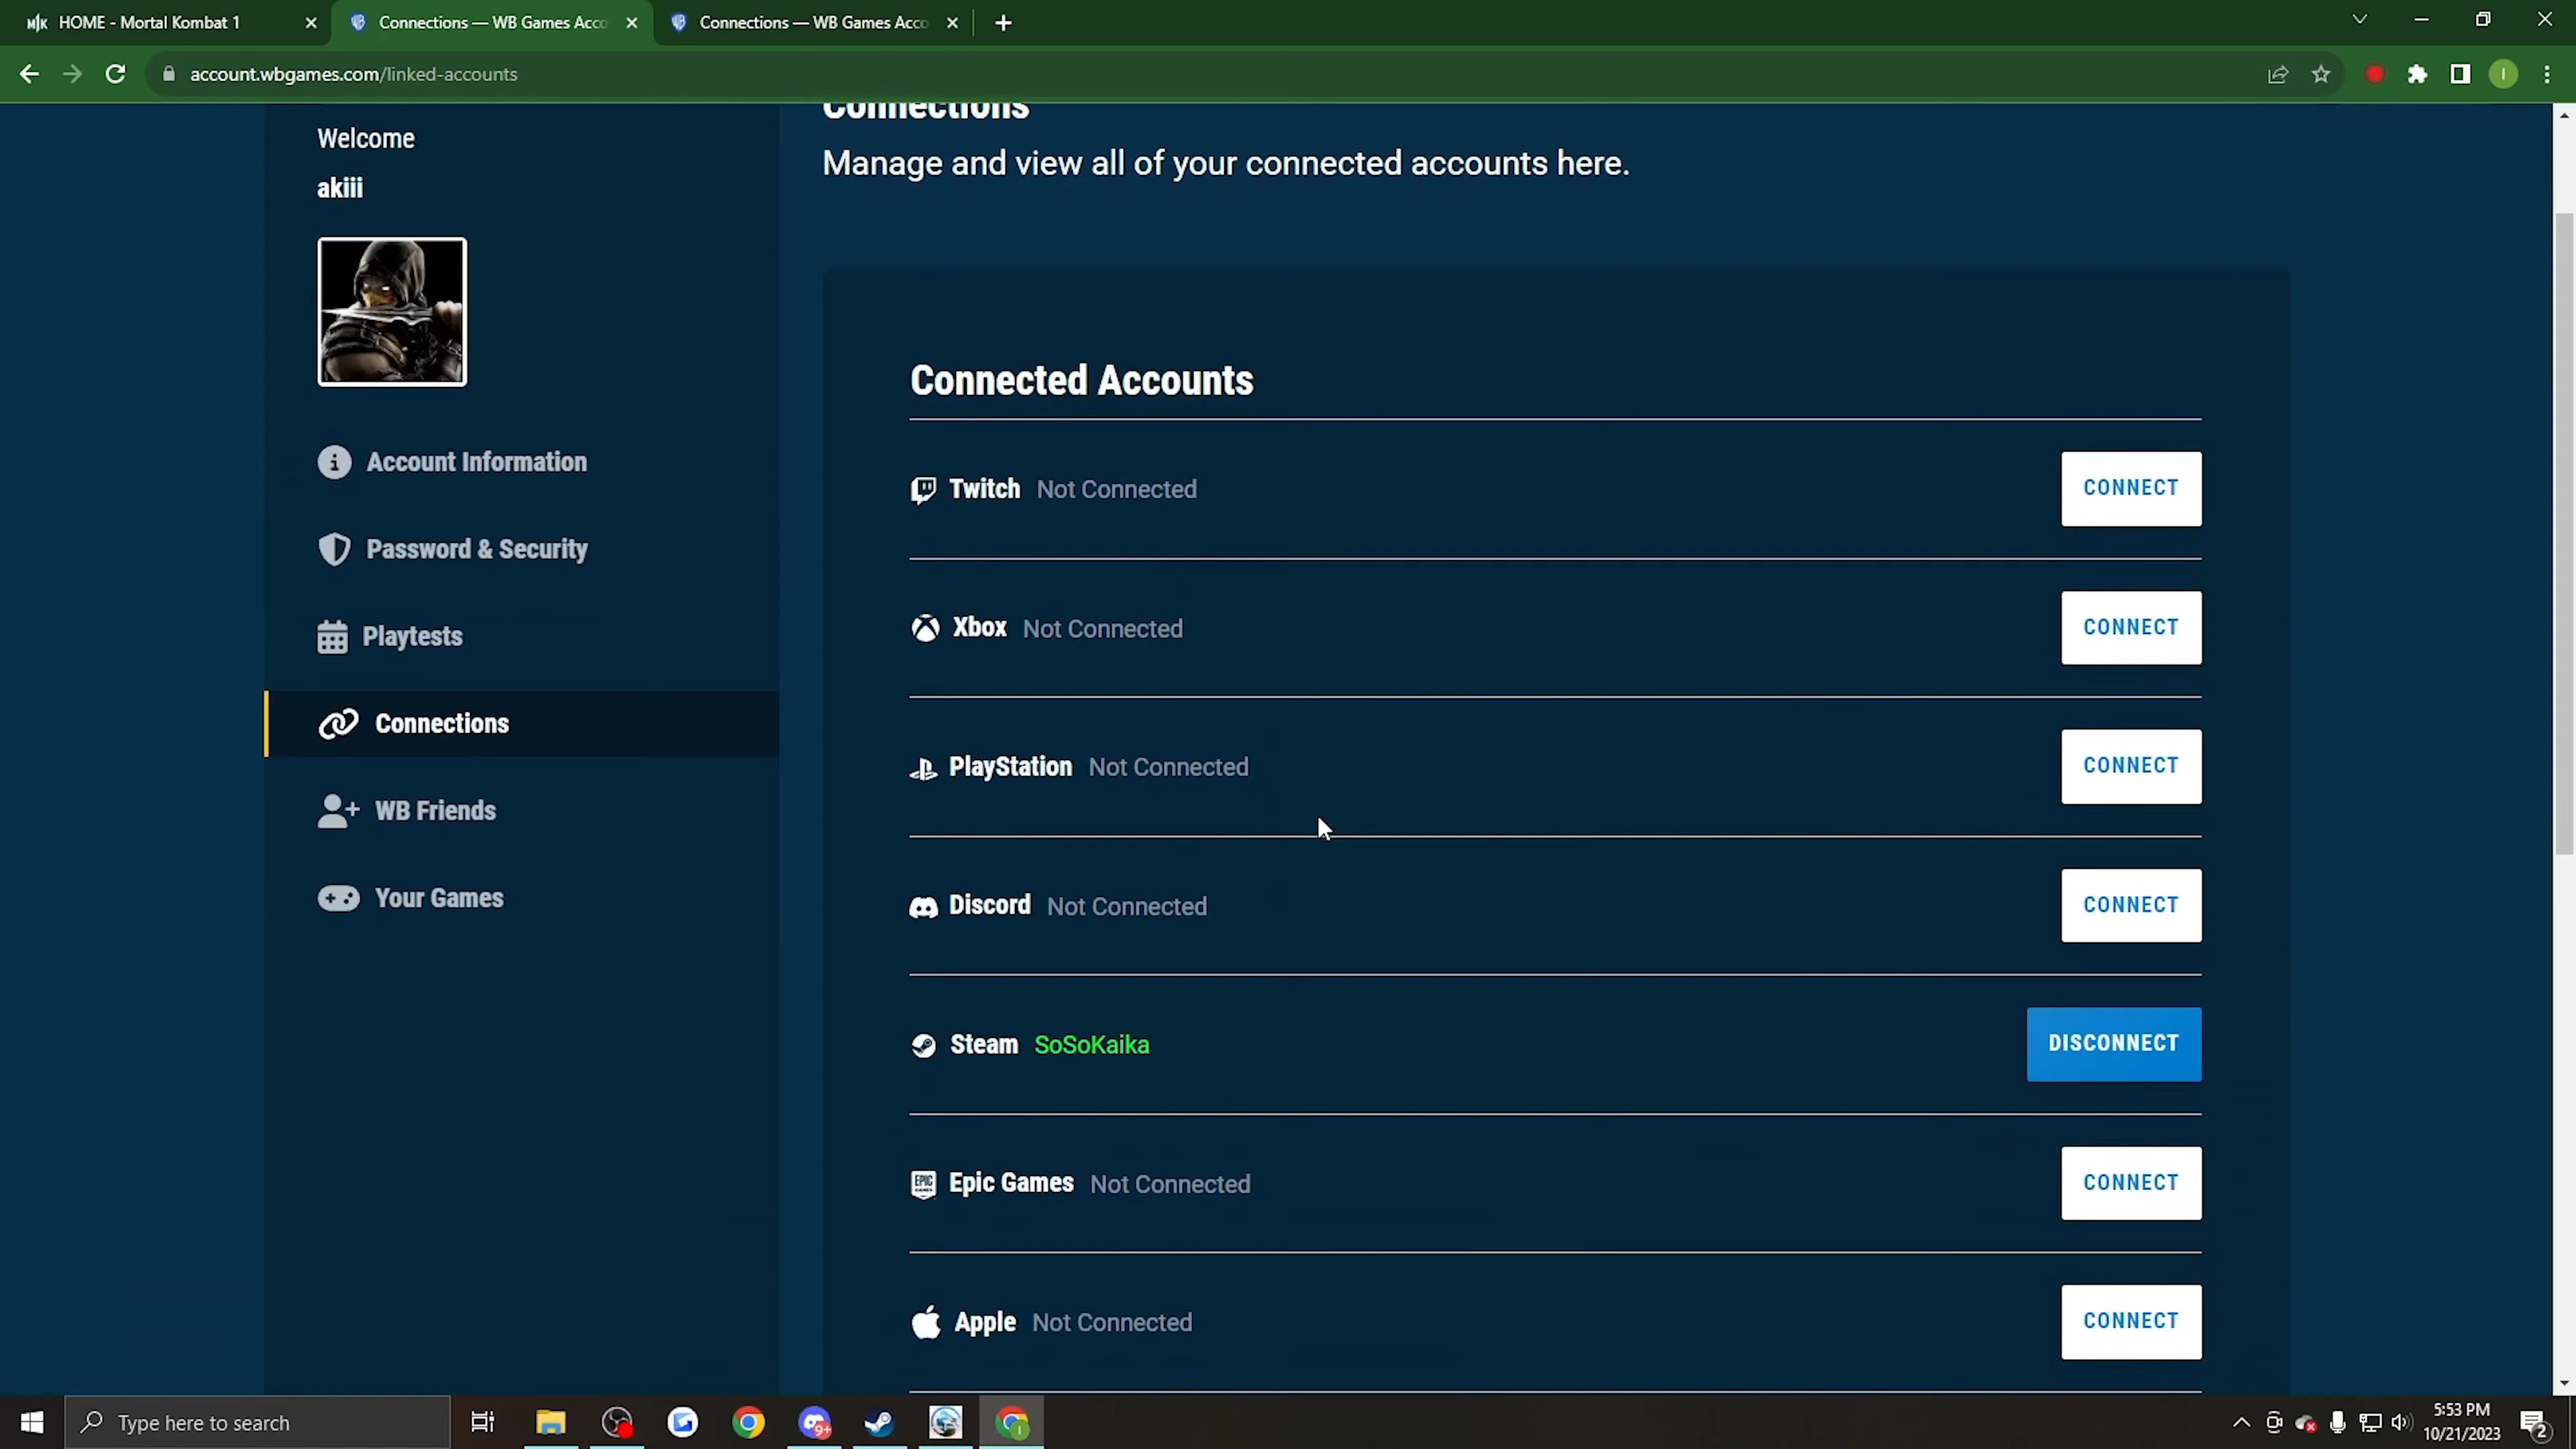 HOME - Mortal Kombat 1
Connections — WB Games Acco
Connections — WB Games Acco
account.wbgames.com/linked-accounts
I
Connections
Manage and view all of your connected accounts here.
Welcome
akiii
Account Information
Password & Security
Playtests
Connections
WB Friends
Your Games
Connected Accounts
Twitch Not Connected CONNECT
Xbox Not Connected CONNECT
PlayStation Not Connected CONNECT
Discord Not Connected CONNECT
Steam SoSoKaika DISCONNECT
Epic Games Not Connected CONNECT
Apple Not Connected CONNECT
Type here to search
9+
5:53 PM
10/21/2023
2